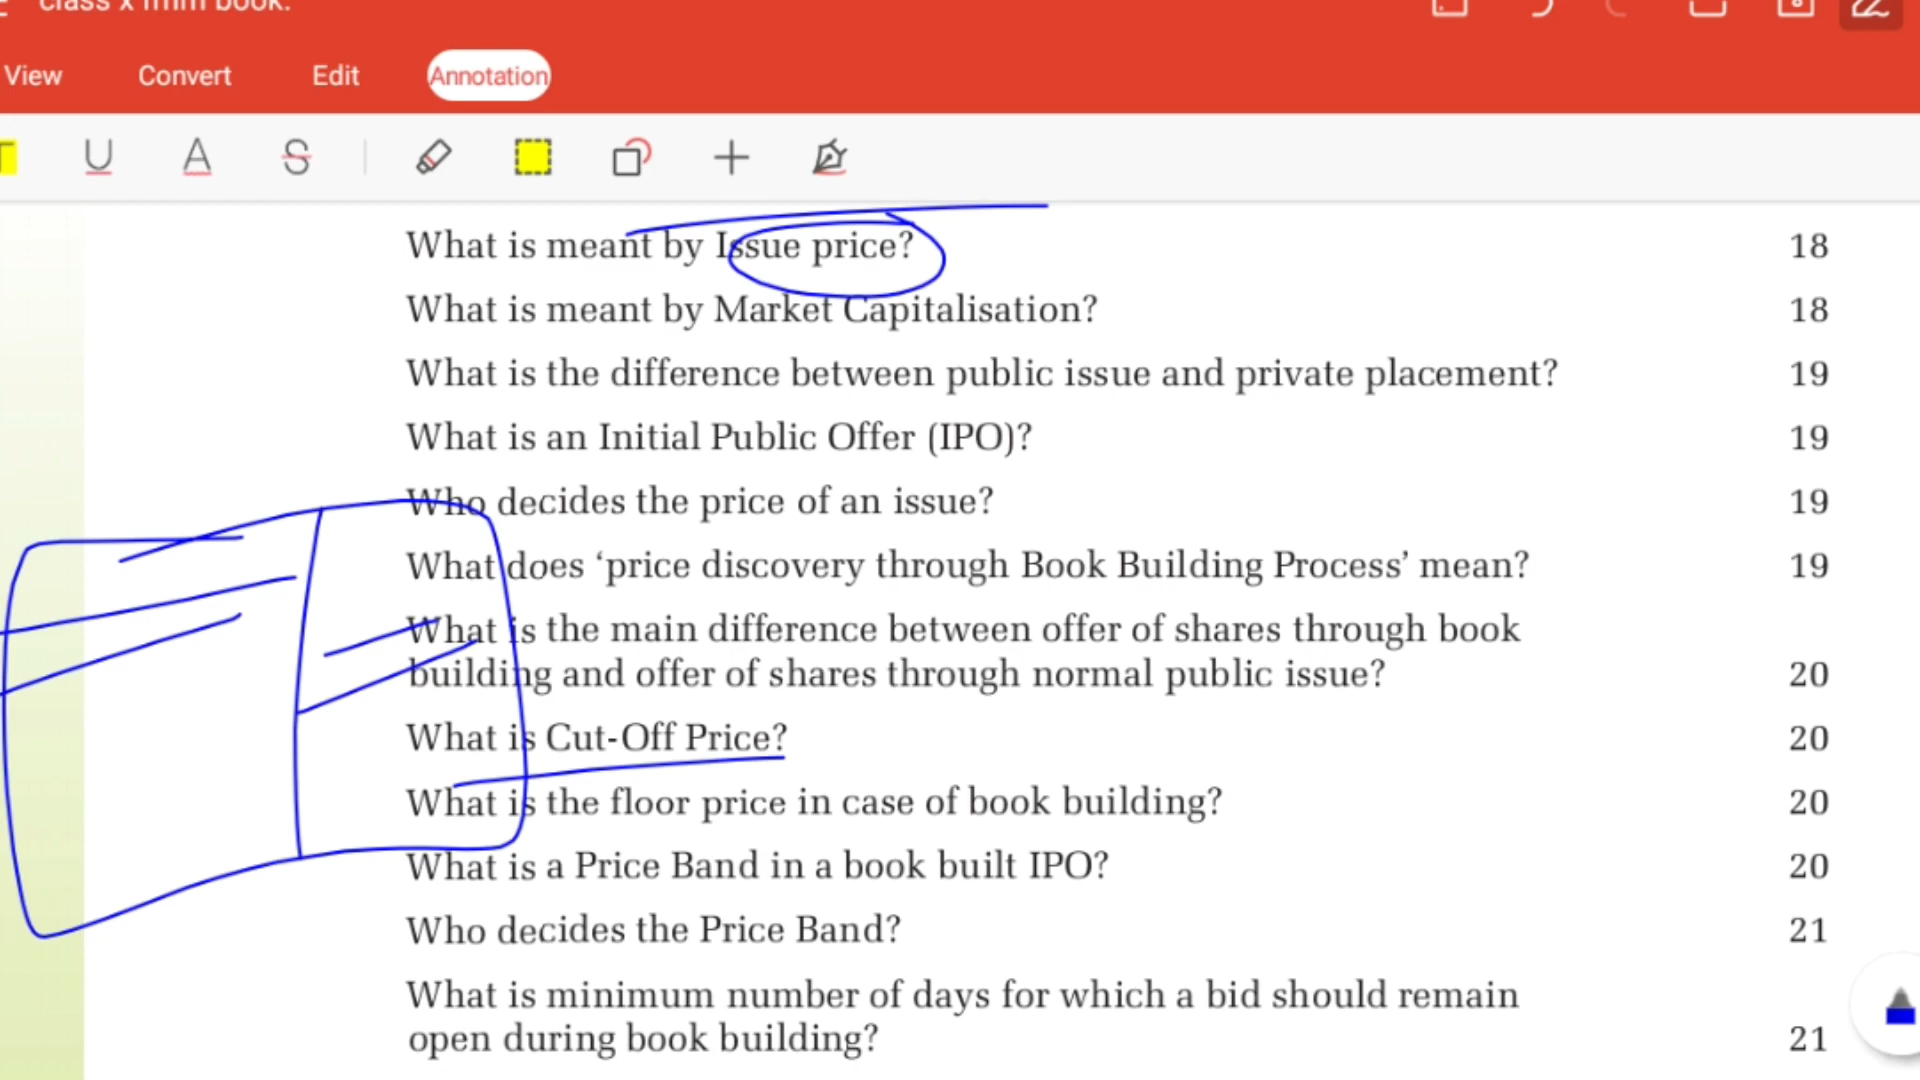 class x fmm book.
View Convert Edit Annotation
What is meant by Issue price? 18
What is meant by Market Capitalisation? 18
What is the difference between public issue and private placement? 19
What is an Initial Public Offer (IPO)? 19
Who decides the price of an issue? 19
What does ‘price discovery through Book Building Process’ mean? 19
What is the main difference between offer of shares through book
building and offer of shares through normal public issue? 20
What is Cut-Off Price? 20
What is the floor price in case of book building? 20
What is a Price Band in a book built IPO? 20
Who decides the Price Band? 21
What is minimum number of days for which a bid should remain
open during book building? 21